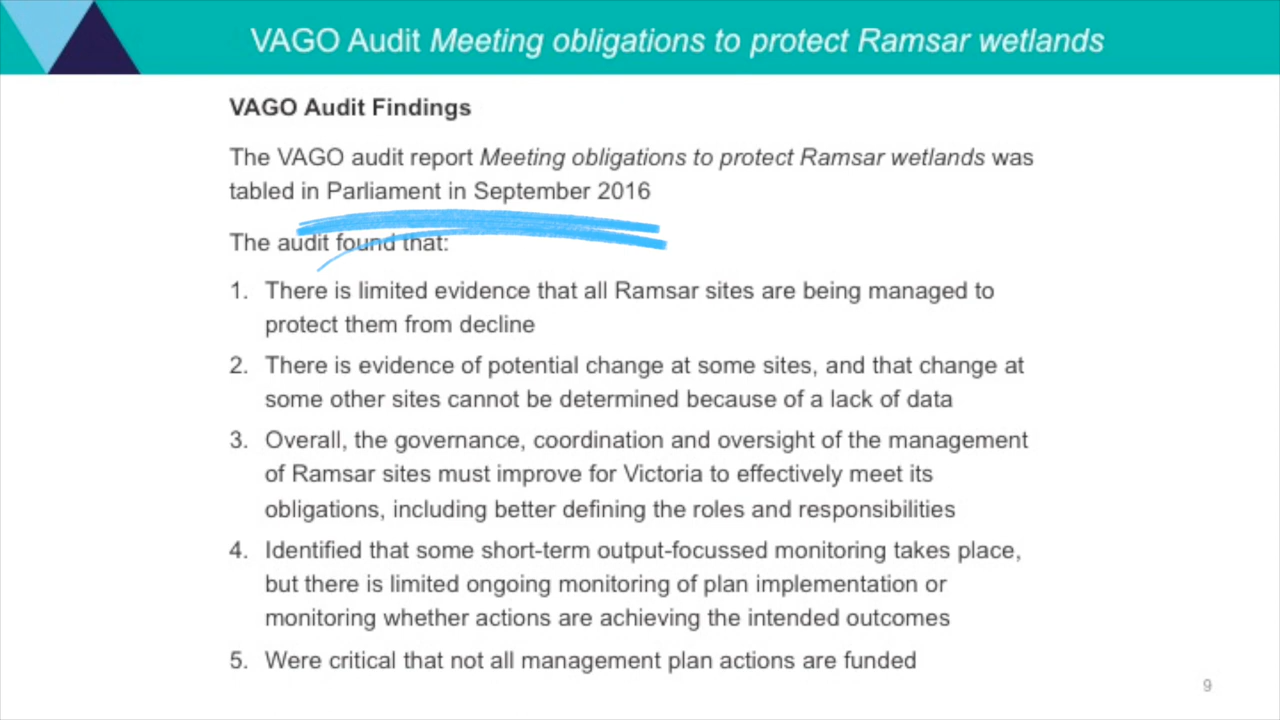 VAGO Audit Meeting obligations to protect Ramsar wetlands
VAGO Audit Findings
The VAGO audit report Meeting obligations to protect Ramsar wetlands was
tabled in Parliament in September 2016
The audit found that:
1. There is limited evidence that all Ramsar sites are being managed to
protect them from decline
2. There is evidence of potential change at some sites, and that change at
some other sites cannot be determined because of a lack of data
3. Overall, the governance, coordination and oversight of the management
of Ramsar sites must improve for Victoria to effectively meet its
obligations, including better defining the roles and responsibilities
4. Identified that some short-term output-focussed monitoring takes place,
but there is limited ongoing monitoring of plan implementation or
monitoring whether actions are achieving the intended outcomes
5. Were critical that not all management plan actions are funded
9